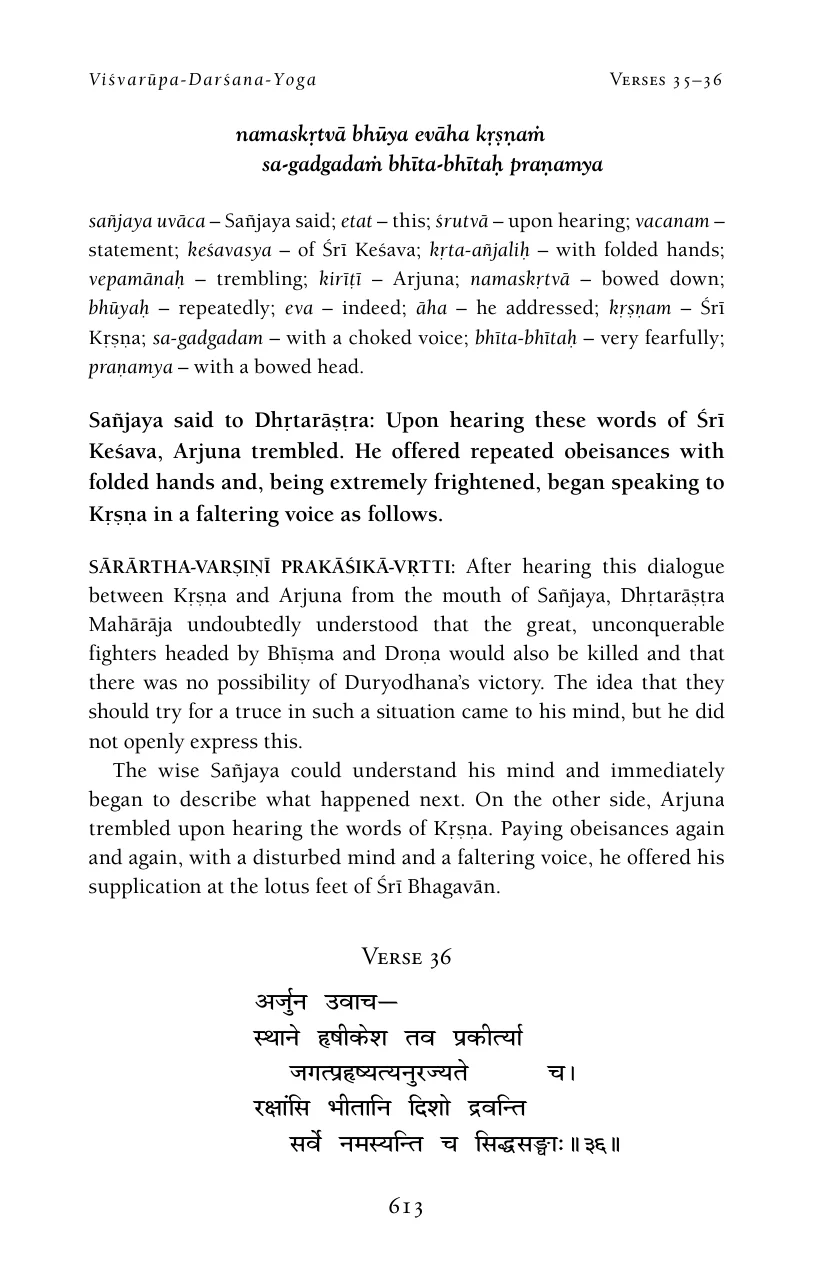 Viśvarūpa-Darśana-Yoga
Verses 35–36
namaskṛtvā bhūya evāha kṛṣṇaṁ
sa-gadgadaṁ bhīta-bhītaḥ praṇamya
sañjaya uvāca – Sañjaya said; etat – this; śrutvā – upon hearing; vacanam –
statement; keśavasya – of Śrī Keśava; kṛta-añjaliḥ – with folded hands;
vepamānaḥ – trembling; kirīṭī – Arjuna; namaskṛtvā – bowed down;
bhūyaḥ – repeatedly; eva – indeed; āha – he addressed; kṛṣṇam – Śrī
Kṛṣṇa; sa-gadgadam – with a choked voice; bhīta-bhītaḥ – very fearfully;
praṇamya – with a bowed head.
Sañjaya said to Dhṛtarāṣṭra: Upon hearing these words of Śrī
Keśava, Arjuna trembled. He offered repeated obeisances with
folded hands and, being extremely frightened, began speaking to
Kṛṣṇa in a faltering voice as follows.
SĀRĀRTHA-VARṢIṆĪ PRAKĀŚIKĀ-VṚTTI: After hearing this dialogue
between Kṛṣṇa and Arjuna from the mouth of Sañjaya, Dhṛtarāṣṭra
Mahārāja undoubtedly understood that the great, unconquerable
fighters headed by Bhīṣma and Droṇa would also be killed and that
there was no possibility of Duryodhana’s victory. The idea that they
should try for a truce in such a situation came to his mind, but he did
not openly express this.
The wise Sañjaya could understand his mind and immediately
began to describe what happened next. On the other side, Arjuna
trembled upon hearing the words of Kṛṣṇa. Paying obeisances again
and again, with a disturbed mind and a faltering voice, he offered his
supplication at the lotus feet of Śrī Bhagavān.
Verse 36
अर्जुन उवाच—
स्थाने हृषीकेश तव प्रकीर्त्या
जगत्प्रहृष्यत्यनुरज्यते च।
रक्षांसि भीतानि दिशो द्रवन्ति
सर्वे नमस्यन्ति च सिद्धसङ्घाः॥३६॥
613